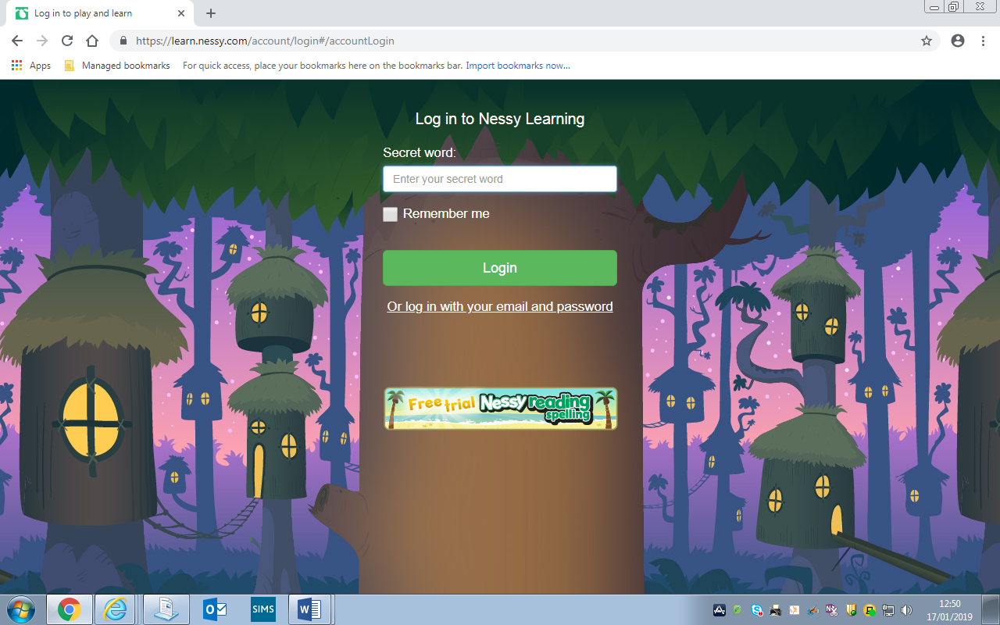 Log in to play and learn
https://learn.nessy.com/account/login#/accountLogin
Apps Managed bookmarks For quick access, place your bookmarks here on the bookmarks bar. Import bookmarks now...
Log in to Nessy Learning
Secret word:
Enter your secret word
Remember me
Login
Or log in with your email and password
Free trial Nessy reading
spelling
SIMS
12:50
17/01/2019